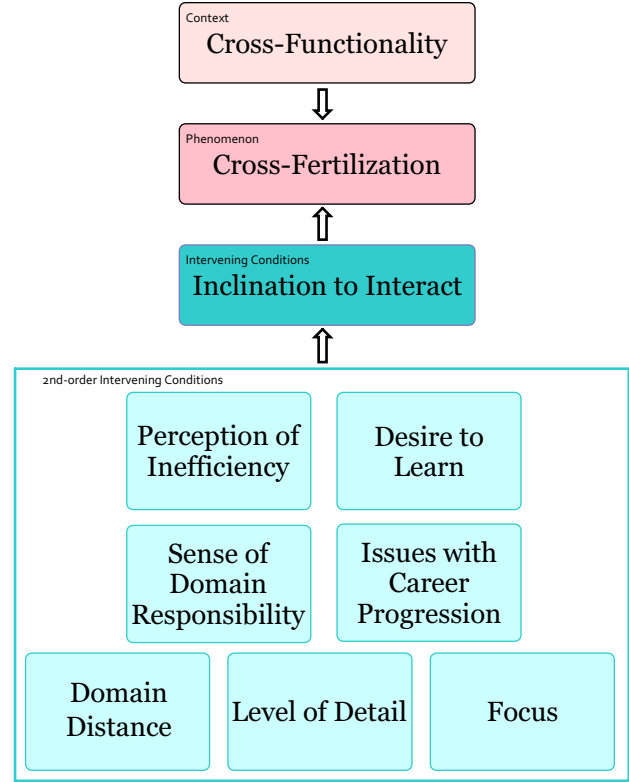 Context
Cross-Functionality
Phenomenon
Cross-Fertilization
Intervening Conditions
Inclination to Interact
2nd-order Intervening Conditions
Perception of
Inefficiency
Desire to
Learn
Sense of
Domain
Responsibility
Issues with
Career
Progression
Domain
Distance
Level of Detail
Focus